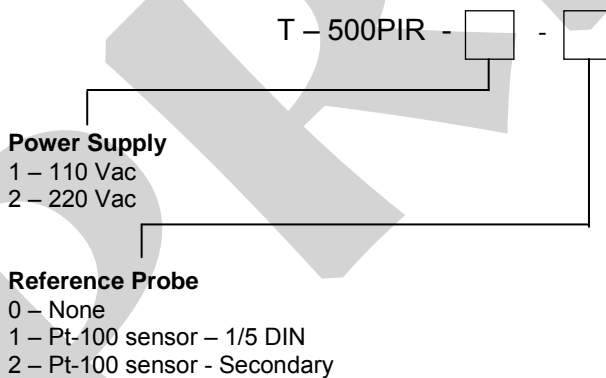 T – 500PIR - -
Power Supply
1 – 110 Vac
2 – 220 Vac
Reference Probe
0 – None
1 – Pt-100 sensor – 1/5 DIN
2 – Pt-100 sensor - Secondary